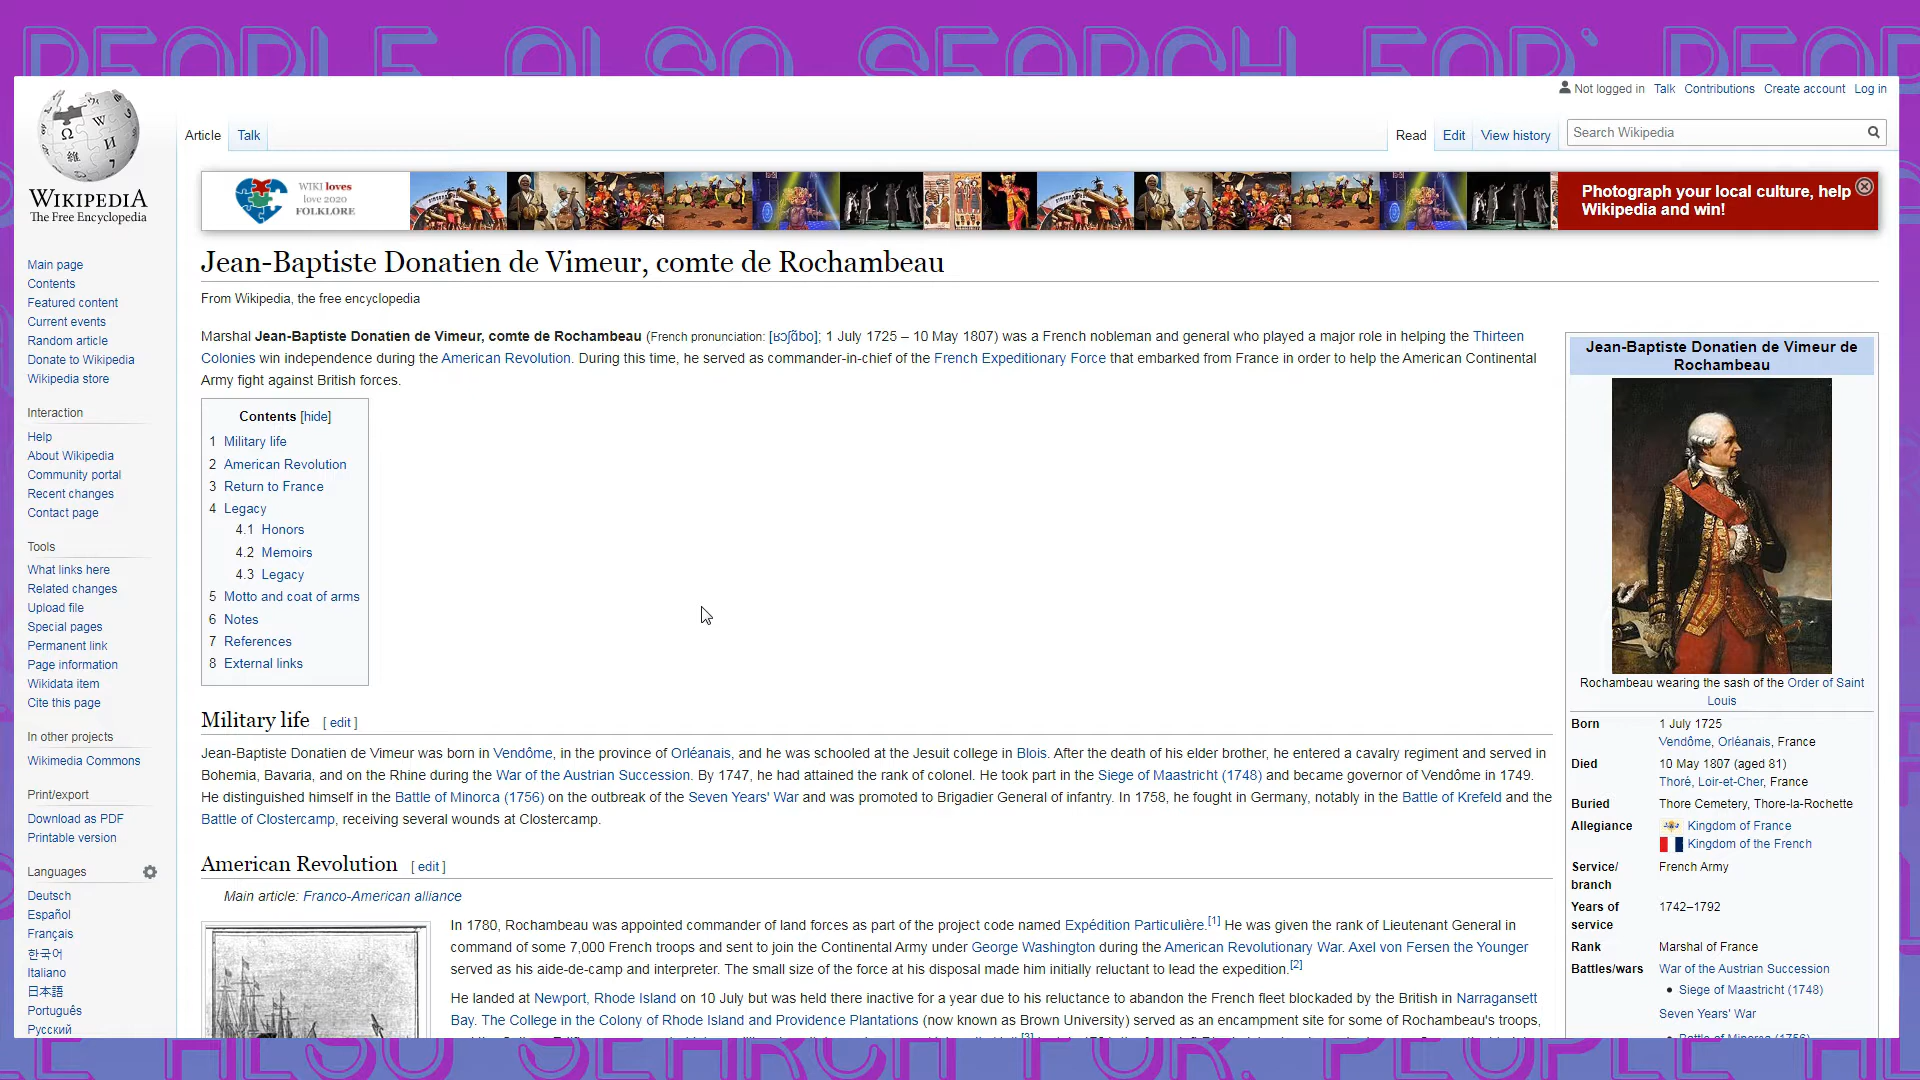 PEOPLE ALSO SEARCH FOR: PEOP
Not logged in Talk Contributions Create account Log in
Article Talk
Read Edit View history
Search Wikipedia
WIKIPEDIA
The Free Encyclopedia
WIKI loves
love 2020
FOLKLORE
Photograph your local culture, help
Wikipedia and win!
Main page
Contents
Featured content
Current events
Random article
Donate to Wikipedia
Wikipedia store
Interaction
Help
About Wikipedia
Community portal
Recent changes
Contact page
Tools
What links here
Related changes
Upload file
Special pages
Permanent link
Page information
Wikidata item
Cite this page
In other projects
Wikimedia Commons
Print/export
Download as PDF
Printable version
Languages
Deutsch
Español
Français
한국어
Italiano
日本語
Português
Русский
Jean-Baptiste Donatien de Vimeur, comte de Rochambeau
From Wikipedia, the free encyclopedia
Marshal Jean-Baptiste Donatien de Vimeur, comte de Rochambeau (French pronunciation: [ʁɔʃɑ̃bo]; 1 July 1725 – 10 May 1807) was a French nobleman and general who played a major role in helping the Thirteen
Colonies win independence during the American Revolution. During this time, he served as commander-in-chief of the French Expeditionary Force that embarked from France in order to help the American Continental
Army fight against British forces.
Contents [hide]
1 Military life
2 American Revolution
3 Return to France
4 Legacy
4.1 Honors
4.2 Memoirs
4.3 Legacy
5 Motto and coat of arms
6 Notes
7 References
8 External links
Military life [ edit ]
Jean-Baptiste Donatien de Vimeur was born in Vendôme, in the province of Orléanais, and he was schooled at the Jesuit college in Blois. After the death of his elder brother, he entered a cavalry regiment and served in
Bohemia, Bavaria, and on the Rhine during the War of the Austrian Succession. By 1747, he had attained the rank of colonel. He took part in the Siege of Maastricht (1748) and became governor of Vendôme in 1749.
He distinguished himself in the Battle of Minorca (1756) on the outbreak of the Seven Years' War and was promoted to Brigadier General of infantry. In 1758, he fought in Germany, notably in the Battle of Krefeld and the
Battle of Clostercamp, receiving several wounds at Clostercamp.
American Revolution [ edit ]
Main article: Franco-American alliance
In 1780, Rochambeau was appointed commander of land forces as part of the project code named Expédition Particulière.[1] He was given the rank of Lieutenant General in
command of some 7,000 French troops and sent to join the Continental Army under George Washington during the American Revolutionary War. Axel von Fersen the Younger
served as his aide-de-camp and interpreter. The small size of the force at his disposal made him initially reluctant to lead the expedition.[2]
He landed at Newport, Rhode Island on 10 July but was held there inactive for a year due to his reluctance to abandon the French fleet blockaded by the British in Narragansett
Bay. The College in the Colony of Rhode Island and Providence Plantations (now known as Brown University) served as an encampment site for some of Rochambeau's troops,
Jean-Baptiste Donatien de Vimeur de
Rochambeau
Rochambeau wearing the sash of the Order of Saint
Louis
Born 1 July 1725
Vendôme, Orléanais, France
Died 10 May 1807 (aged 81)
Thoré, Loir-et-Cher, France
Buried Thore Cemetery, Thore-la-Rochette
Allegiance Kingdom of France
Kingdom of the French
Service/ French Army
branch
Years of 1742–1792
service
Rank Marshal of France
Battles/wars War of the Austrian Succession
• Siege of Maastricht (1748)
Seven Years' War
• Battle of Minorca (1756)
LE ALSO SEARCH FOR: PEOPLE AL